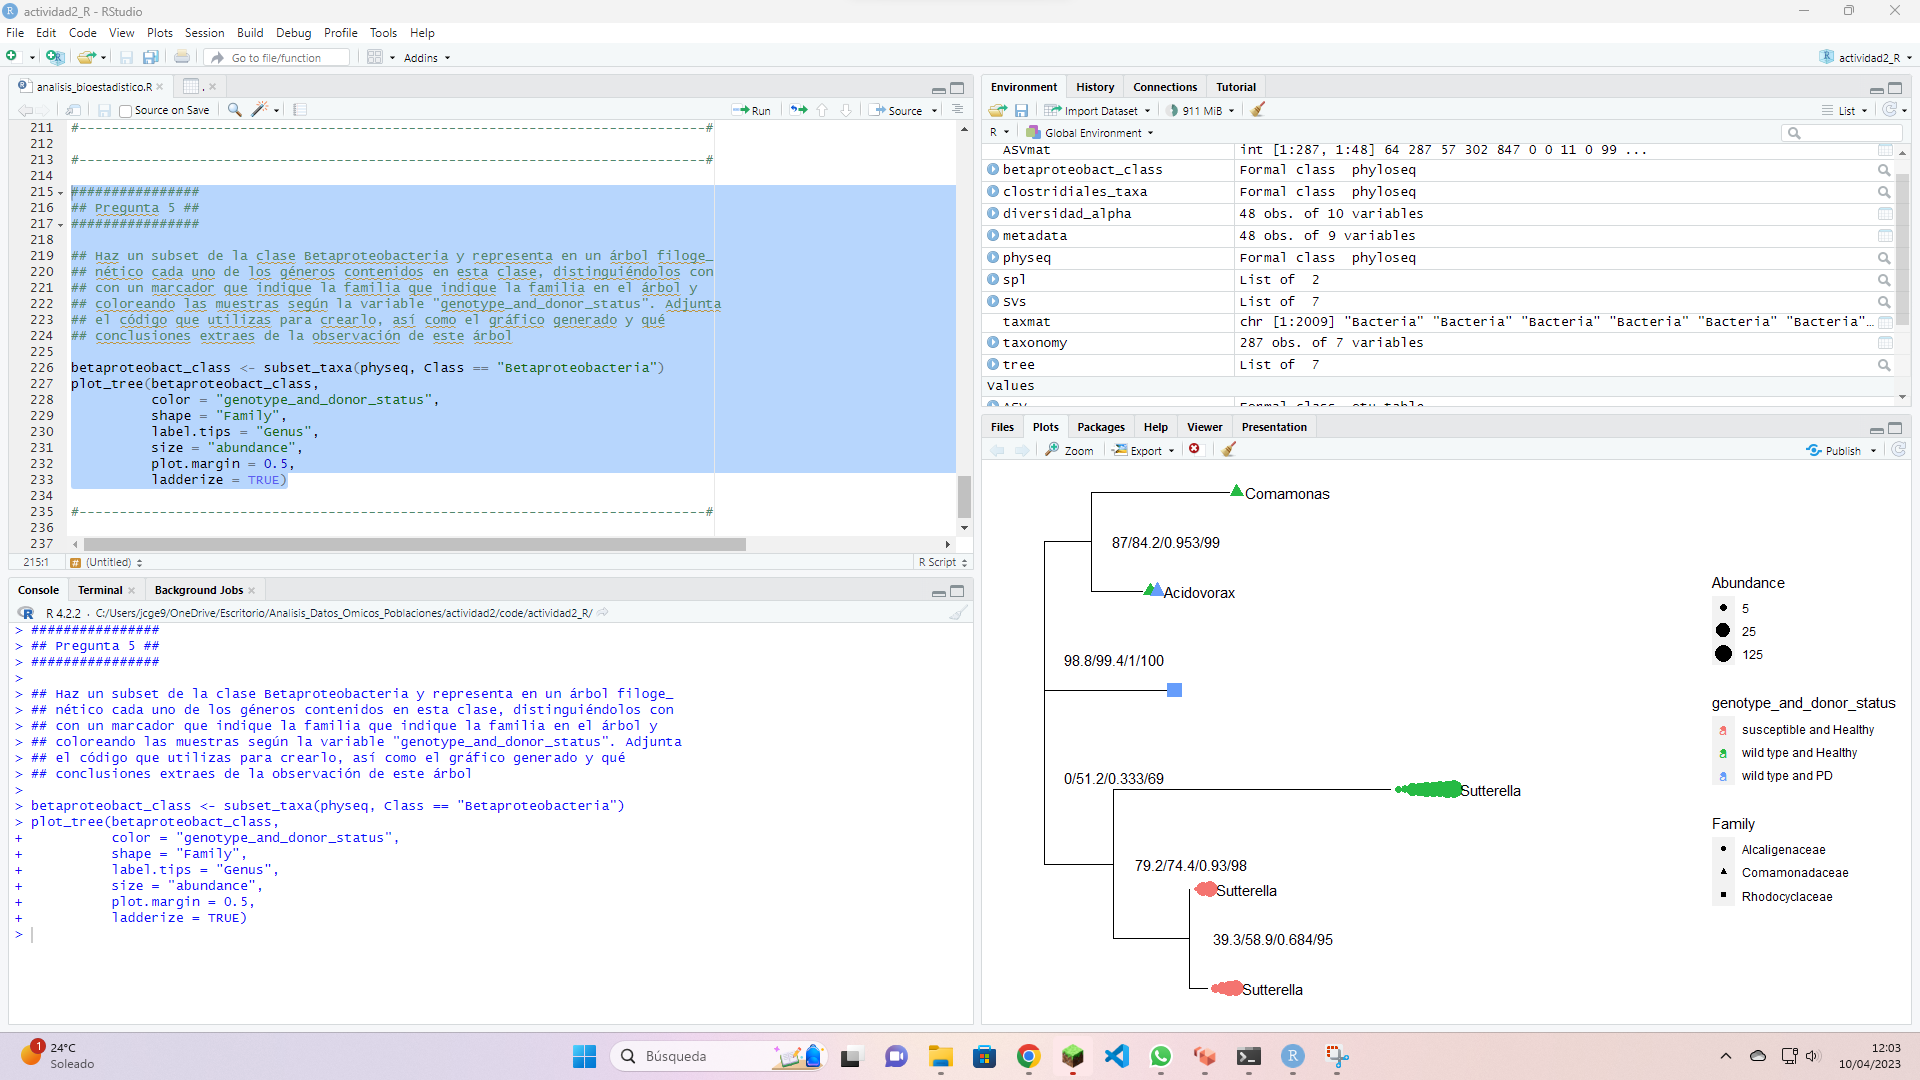 actividad2_R - RStudio
File Edit Code View Plots Session Build Debug Profile Tools Help
Go to file/function Addins actividad2_R
analisis_bioestadistico.R .
Source on Save Run Source
211 #-----------------------------------------------------------------------------#
212
213 #-----------------------------------------------------------------------------#
214
215 ################
216 ## Pregunta 5 ##
217 ################
218
219 ## Haz un subset de la clase Betaproteobacteria y representa en un árbol filoge_
220 ## nético cada uno de los géneros contenidos en esta clase, distinguiéndolos con
221 ## con un marcador que indique la familia que indique la familia en el árbol y
222 ## coloreando las muestras según la variable "genotype_and_donor_status". Adjunta
223 ## el código que utilizas para crearlo, así como el gráfico generado y qué
224 ## conclusiones extraes de la observación de este árbol
225
226 betaproteobact_class <- subset_taxa(physeq, Class == "Betaproteobacteria")
227 plot_tree(betaproteobact_class,
228 color = "genotype_and_donor_status",
229 shape = "Family",
230 label.tips = "Genus",
231 size = "abundance",
232 plot.margin = 0.5,
233 ladderize = TRUE)
234
235 #-----------------------------------------------------------------------------#
236
237
215:1 # (Untitled) R Script
Console Terminal Background Jobs
R 4.2.2 · C:/Users/jcge9/OneDrive/Escritorio/Analisis_Datos_Omicos_Poblaciones/actividad2/code/actividad2_R/
> ################
> ## Pregunta 5 ##
> ################
>
> ## Haz un subset de la clase Betaproteobacteria y representa en un árbol filoge_
> ## nético cada uno de los géneros contenidos en esta clase, distinguiéndolos con
> ## con un marcador que indique la familia que indique la familia en el árbol y
> ## coloreando las muestras según la variable "genotype_and_donor_status". Adjunta
> ## el código que utilizas para crearlo, así como el gráfico generado y qué
> ## conclusiones extraes de la observación de este árbol
>
> betaproteobact_class <- subset_taxa(physeq, Class == "Betaproteobacteria")
> plot_tree(betaproteobact_class,
+ color = "genotype_and_donor_status",
+ shape = "Family",
+ label.tips = "Genus",
+ size = "abundance",
+ plot.margin = 0.5,
+ ladderize = TRUE)
>
Environment History Connections Tutorial
Import Dataset 911 MiB List
R Global Environment
ASVmat int [1:287, 1:48] 64 287 57 302 847 0 0 11 0 99 ...
betaproteobact_class Formal class phyloseq
clostridiales_taxa Formal class phyloseq
diversidad_alpha 48 obs. of 10 variables
metadata 48 obs. of 9 variables
physeq Formal class phyloseq
spl List of 2
SVs List of 7
taxmat chr [1:2009] "Bacteria" "Bacteria" "Bacteria" "Bacteria" "Bacteria" "Bacteria"...
taxonomy 287 obs. of 7 variables
tree List of 7
Values
ASV Formal class otu_table
Files Plots Packages Help Viewer Presentation
Zoom Export Publish
Comamonas
87/84.2/0.953/99
Acidovorax
98.8/99.4/1/100
0/51.2/0.333/69
Sutterella
79.2/74.4/0.93/98
Sutterella
39.3/58.9/0.684/95
Sutterella
Abundance
5
25
125
genotype_and_donor_status
a susceptible and Healthy
a wild type and Healthy
a wild type and PD
Family
Alcaligenaceae
Comamonadaceae
Rhodocyclaceae
1
24°C
Soleado
Búsqueda
12:03
10/04/2023